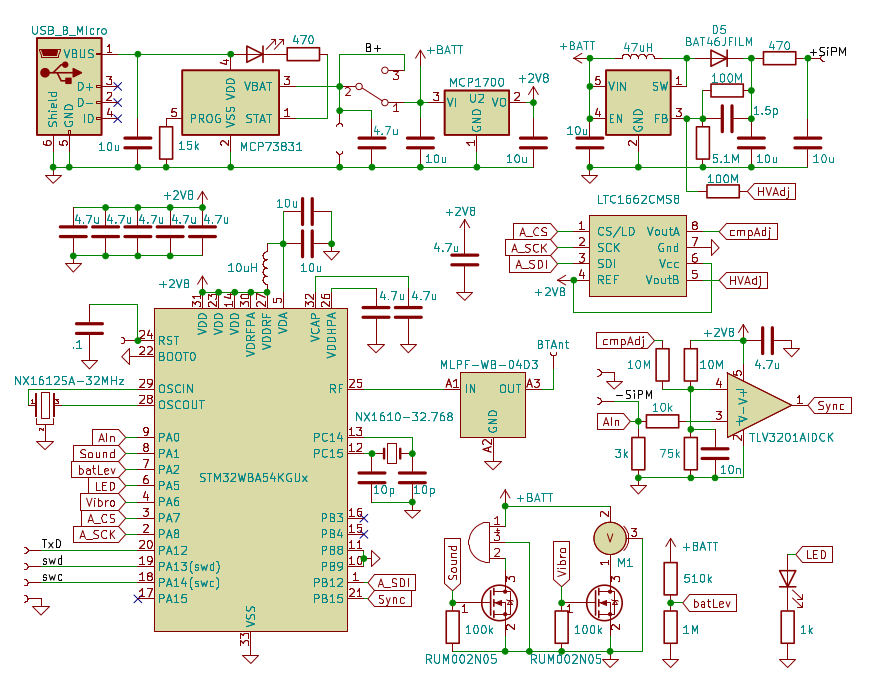 USB_B_Micro
VBUS 1
D+ 3
D- 2
ID 4
Shield
GND
6 5
10u
470
4
VDD
VBAT 3
5 PROG
VSS
STAT 1
2
MCP73831
15k
B+
3
2
1
4.7u
+BATT
10u
MCP1700
3 VI U2 VO 2
GND
1
+2V8
10u
+BATT
47uH
D5
BAT46JFILM
470
+SiPM
5 VIN SW 1
4 EN FB 3
GND
2
10u
100M
1.5p
5.1M
10u
10u
100M
HVAdj
LTC1662CMS8
A_CS 1 CS/LD VoutA 8 cmpAdj
A_SCK 2 SCK Gnd 7
A_SDI 3 SDI Vcc 6
4 REF VoutB 5 HVAdj
+2V8
+2V8
4.7u 4.7u 4.7u 4.7u 4.7u
10u
10uH
10u
+2V8
4.7u
+2V8
31 23 14 30 27 5 32 26
VDD VDD VDD VDRFPA VDDRF VDA VCAP VDDHPA
4.7u 4.7u
.1
24 RST
22 BOOT0
NX1612SA-32MHz
1 3
2
29 OSCIN
28 OSCOUT
AIn 9 PA0
Sound 8 PA1
batLev 7 PA2
LED 6 PA5
Vibro 4 PA6
A_CS 3 PA7
A_SCK 2 PA8
TxD 20 PA12
swd 19 PA13(swd)
swc 18 PA14(swc)
17 PA15
STM32WBA54KGUx
VSS
33
RF 25
PC14 13
PC15 12
PB3 16
PB4 15
PB8 11
PB9 10
PB12 1 A_SDI
PB15 21 Sync
NX1610-32.768
10p 10p
MLPF-WB-04D3
A1 IN OUT A3
GND
A2
BTAnt
cmpAdj
+2V8
10M
10M
4.7u
-SiPM
AIn
10k
3k
75k
10n
5
4
3
2
V- V+
+
-
1 Sync
TLV3201AIDCK
+BATT
1
3
2
Sound
3
1
2
100k
RUM002N05
2
V 3
1
M1
Vibro
3
1
2
100k
RUM002N05
+BATT
510k
batLev
1M
LED
1k